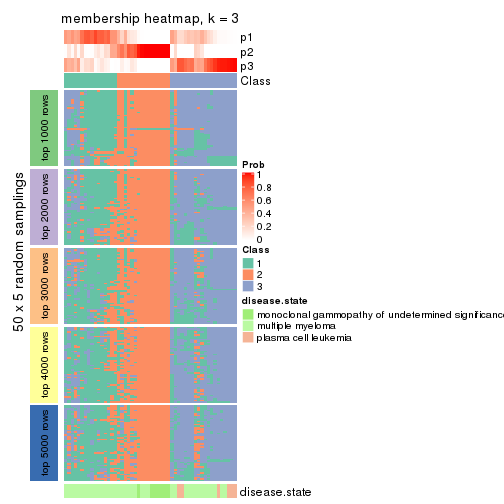 membership heatmap, k = 3
p1
p2
p3
Class
50 x 5 random samplings
top 1000 rows
top 2000 rows
top 3000 rows
top 4000 rows
top 5000 rows
Prob
1
0.8
0.6
0.4
0.2
0
Class
1
2
3
disease.state
monoclonal gammopathy of undetermined significance
multiple myeloma
plasma cell leukemia
disease.state